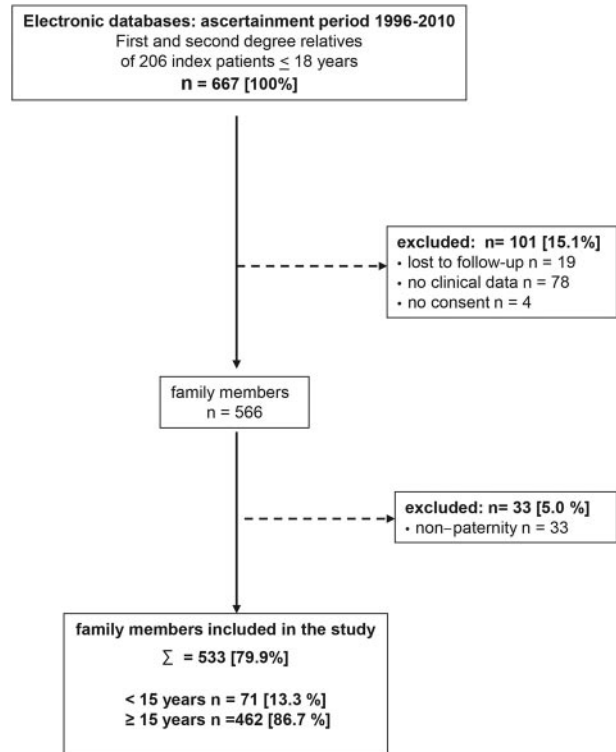 Electronic databases: ascertainment period 1996-2010
First and second degree relatives
of 206 index patients ≤ 18 years
n = 667 [100%]
excluded: n= 101 [15.1%]
• lost to follow-up n = 19
• no clinical data n = 78
• no consent n = 4
family members
n = 566
excluded: n= 33 [5.0 %]
• non–paternity n = 33
family members included in the study
∑ = 533 [79.9%]
< 15 years n = 71 [13.3 %]
≥ 15 years n =462 [86.7 %]